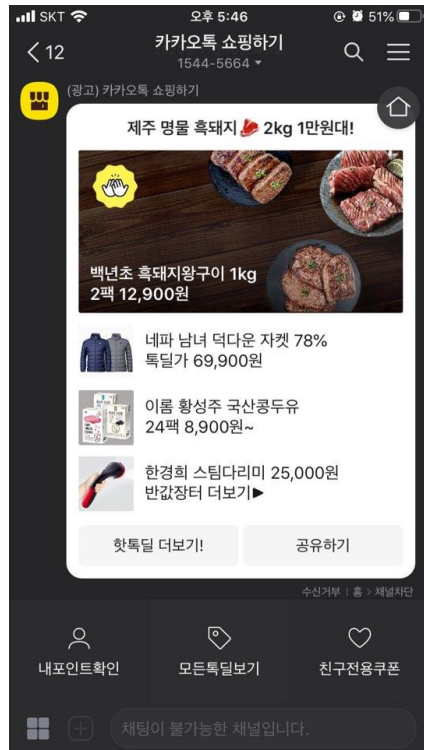 SKT 오후 5:46 51%
12 카카오톡 쇼핑하기
1544-5664 ▾
(광고) 카카오톡 쇼핑하기
제주 명물 흑돼지🥩 2kg 1만원대!
백년초 흑돼지왕구이 1kg
2팩 12,900원
네파 남녀 덕다운 자켓 78%
톡딜가 69,900원
이롬 황성주 국산콩두유
24팩 8,900원~
한경희 스팀다리미 25,000원
반값장터 더보기▶
핫톡딜 더보기! 공유하기
수신거부 | 홈 > 채널차단
내포인트확인 모든톡딜보기 친구전용쿠폰
채팅이 불가능한 채널입니다.